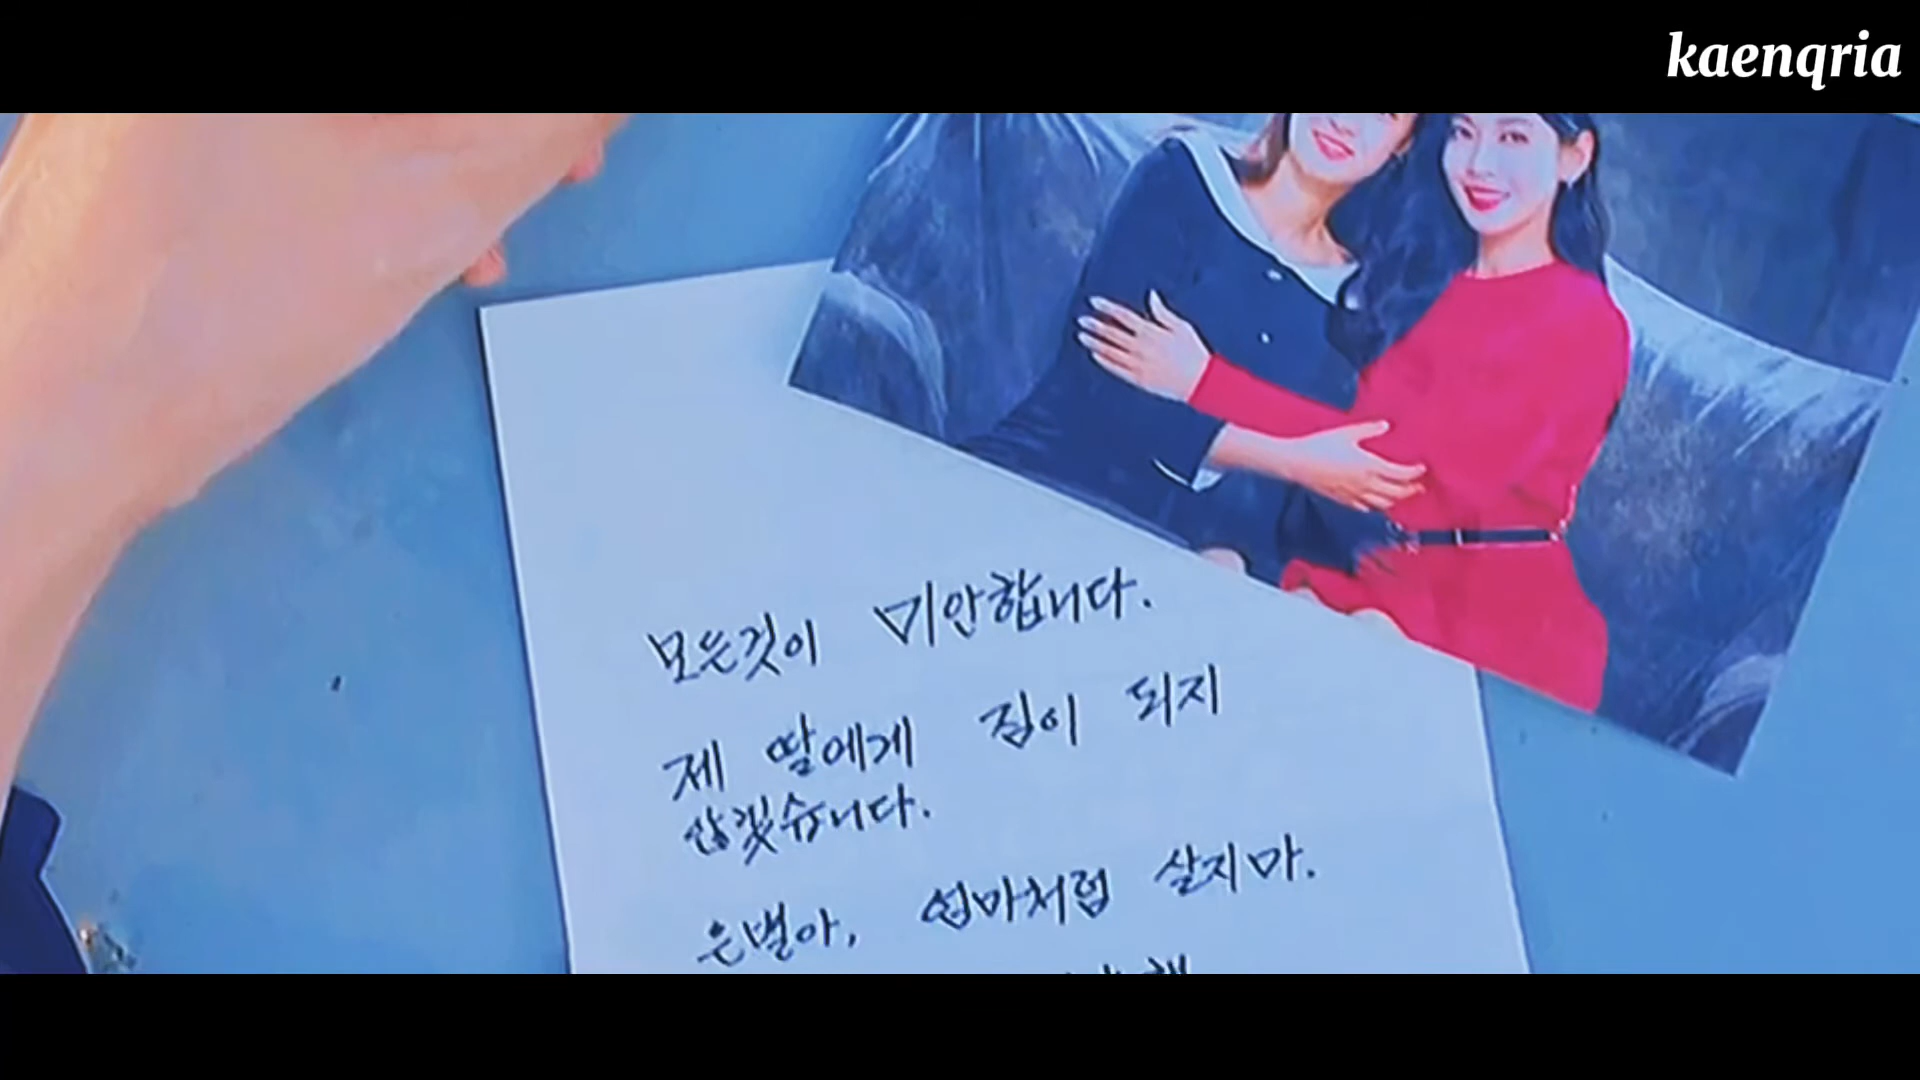 kaenqria
모든것이 미안합니다.
제 딸에게 짐이 되지
않겠습니다.
은별아, 엄마처럼 살지마.